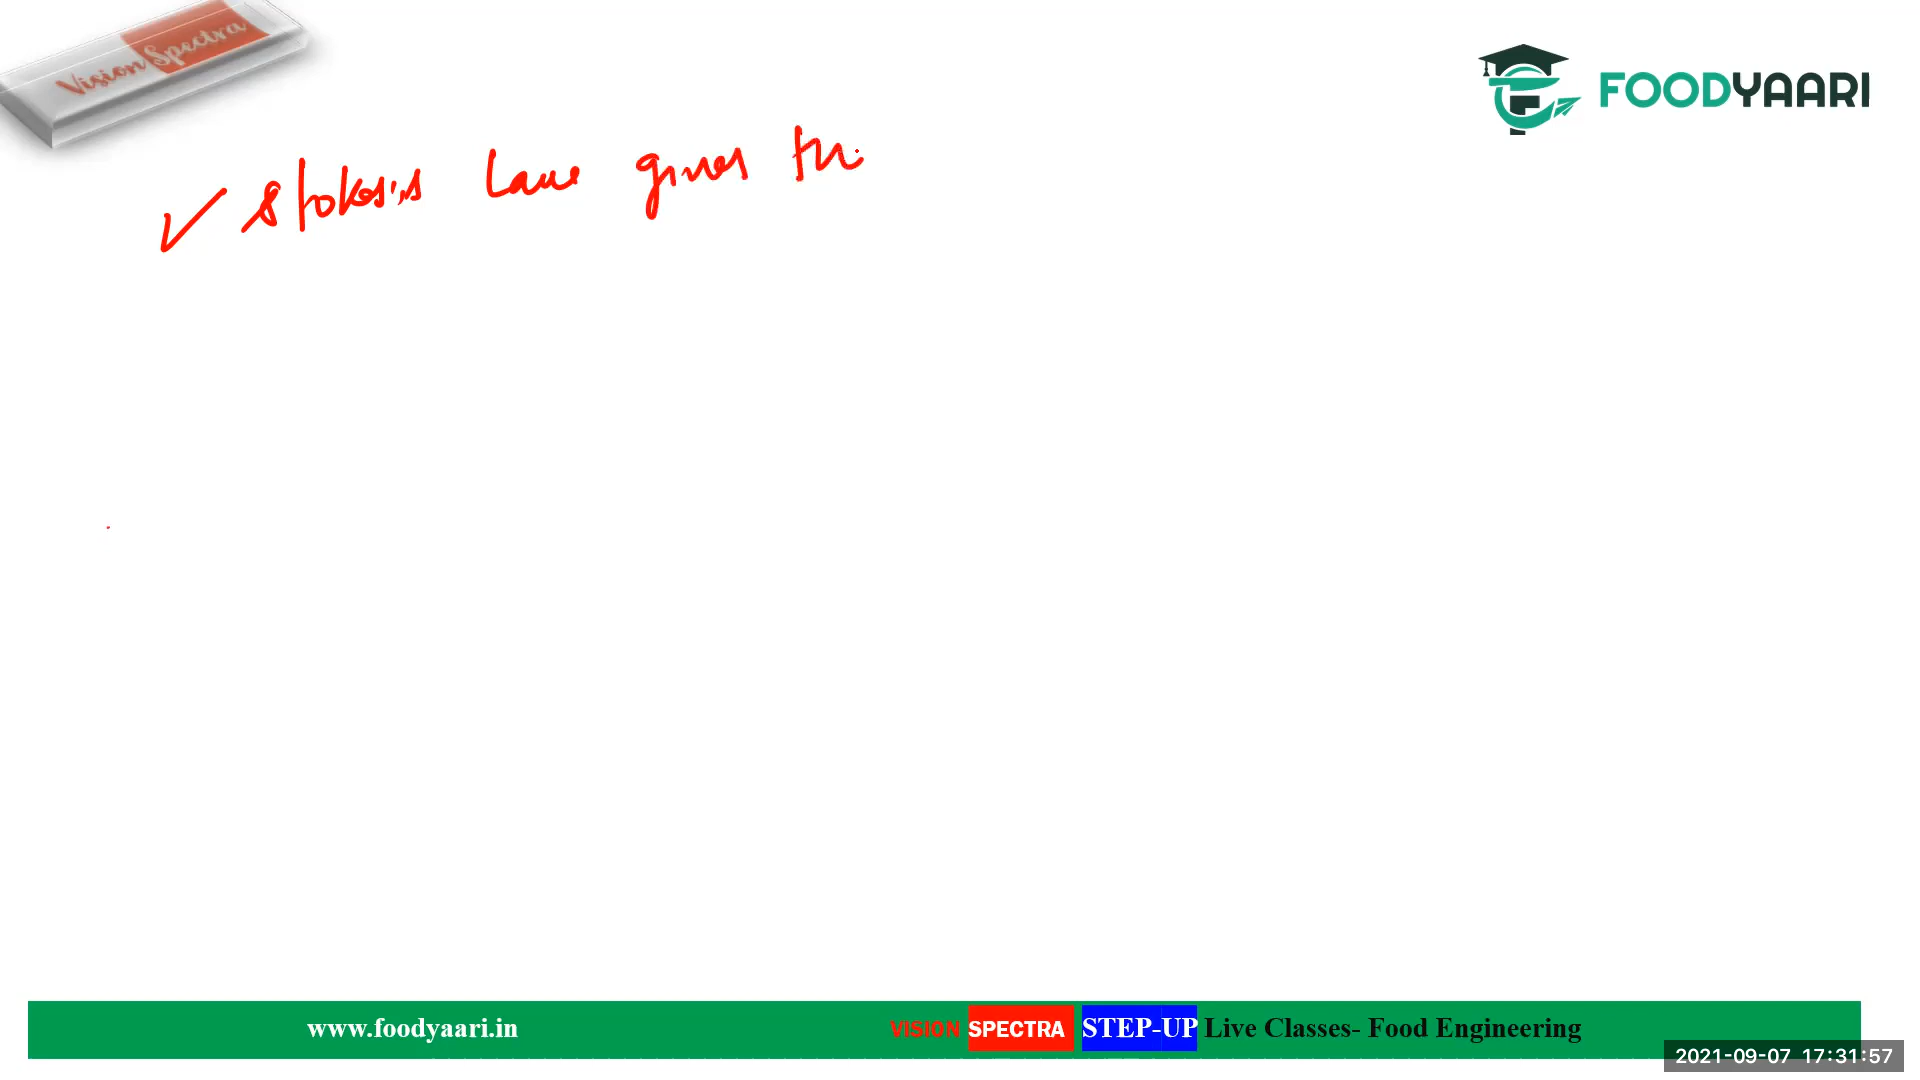 Vision Spectra
FOODYAARI
✓ Stokes's Law gives th
www.foodyaari.in VISION SPECTRA STEP-UP Live Classes- Food Engineering
2021-09-07 17:31:57